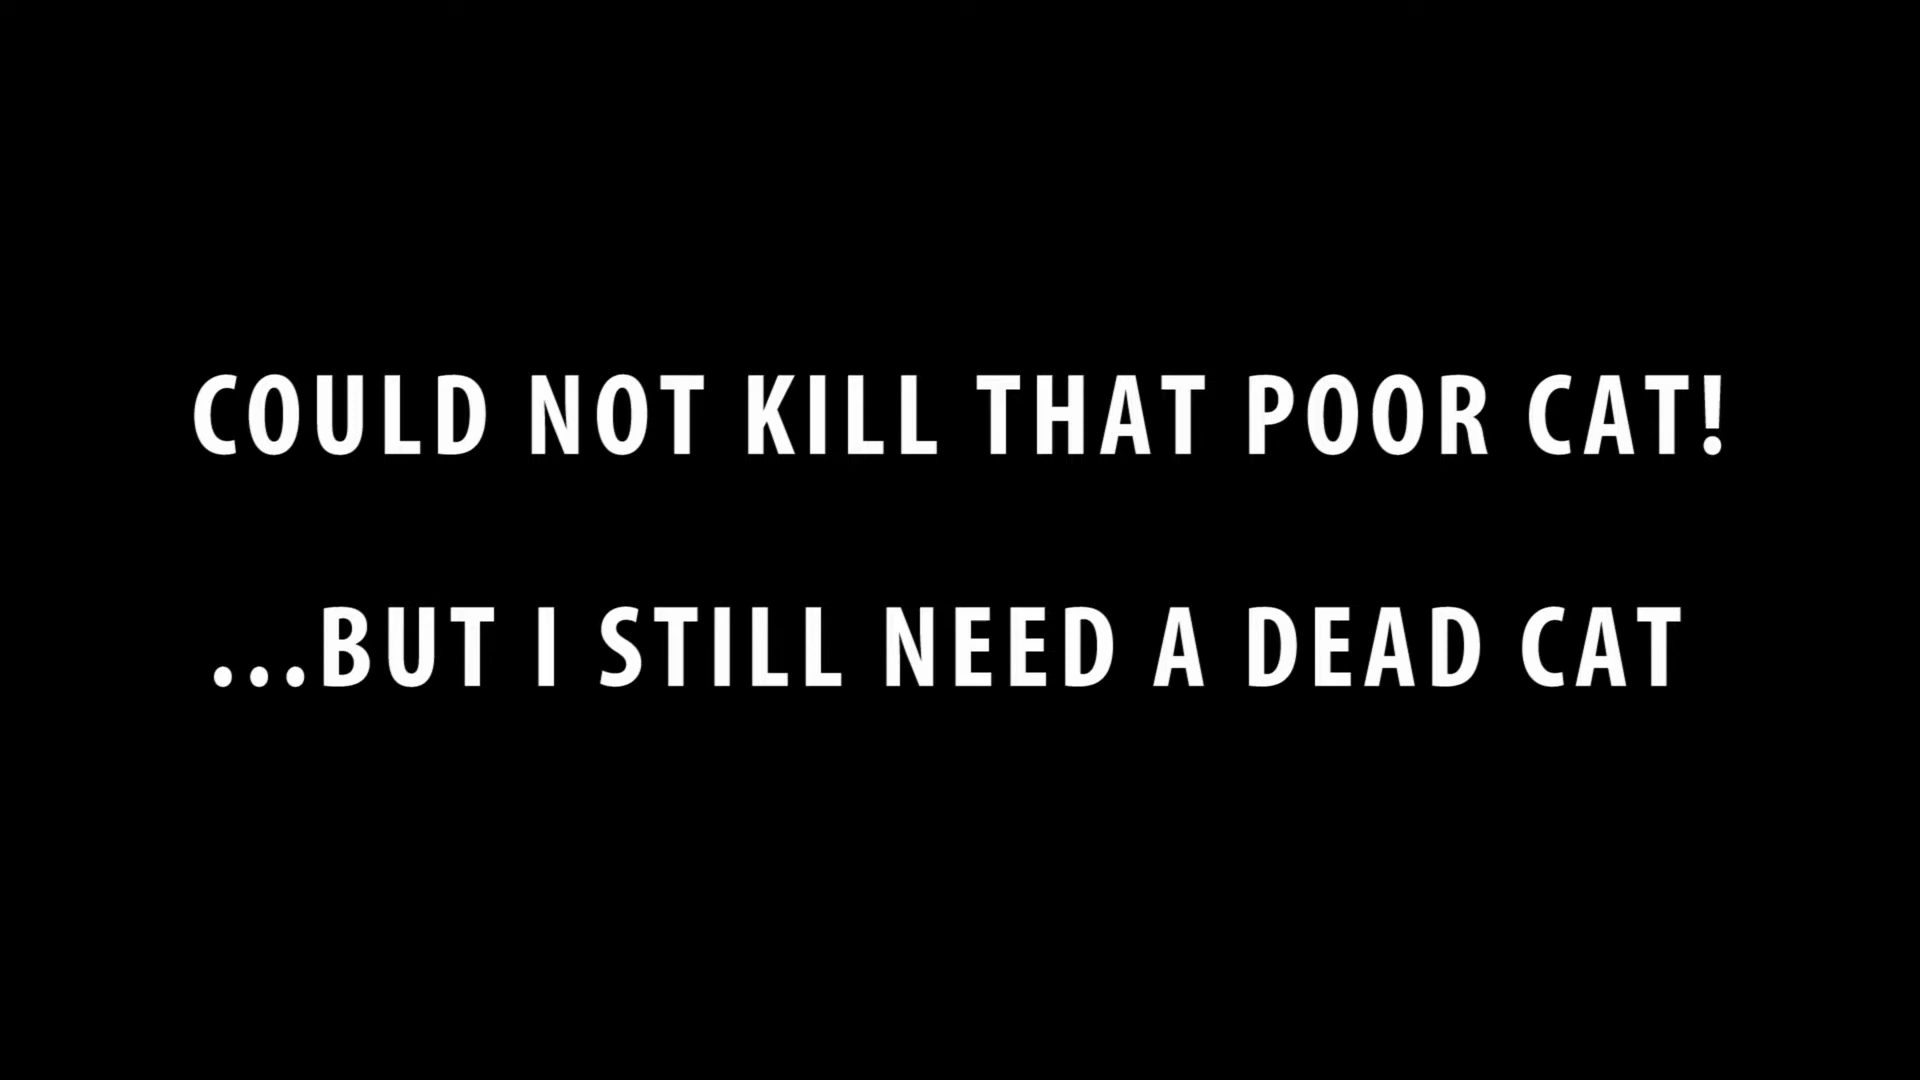 COULD NOT KILL THAT POOR CAT!
...BUT I STILL NEED A DEAD CAT